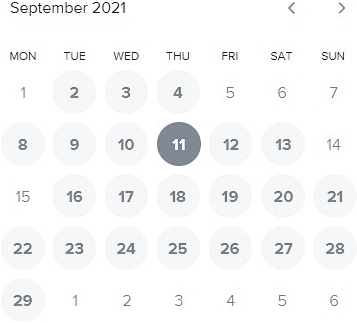 September 2021
MON TUE WED THU FRI SAT SUN
1 2 3 4 5 6 7
8 9 10 11 12 13 14
15 16 17 18 19 20 21
22 23 24 25 26 27 28
29 1 2 3 4 5 6